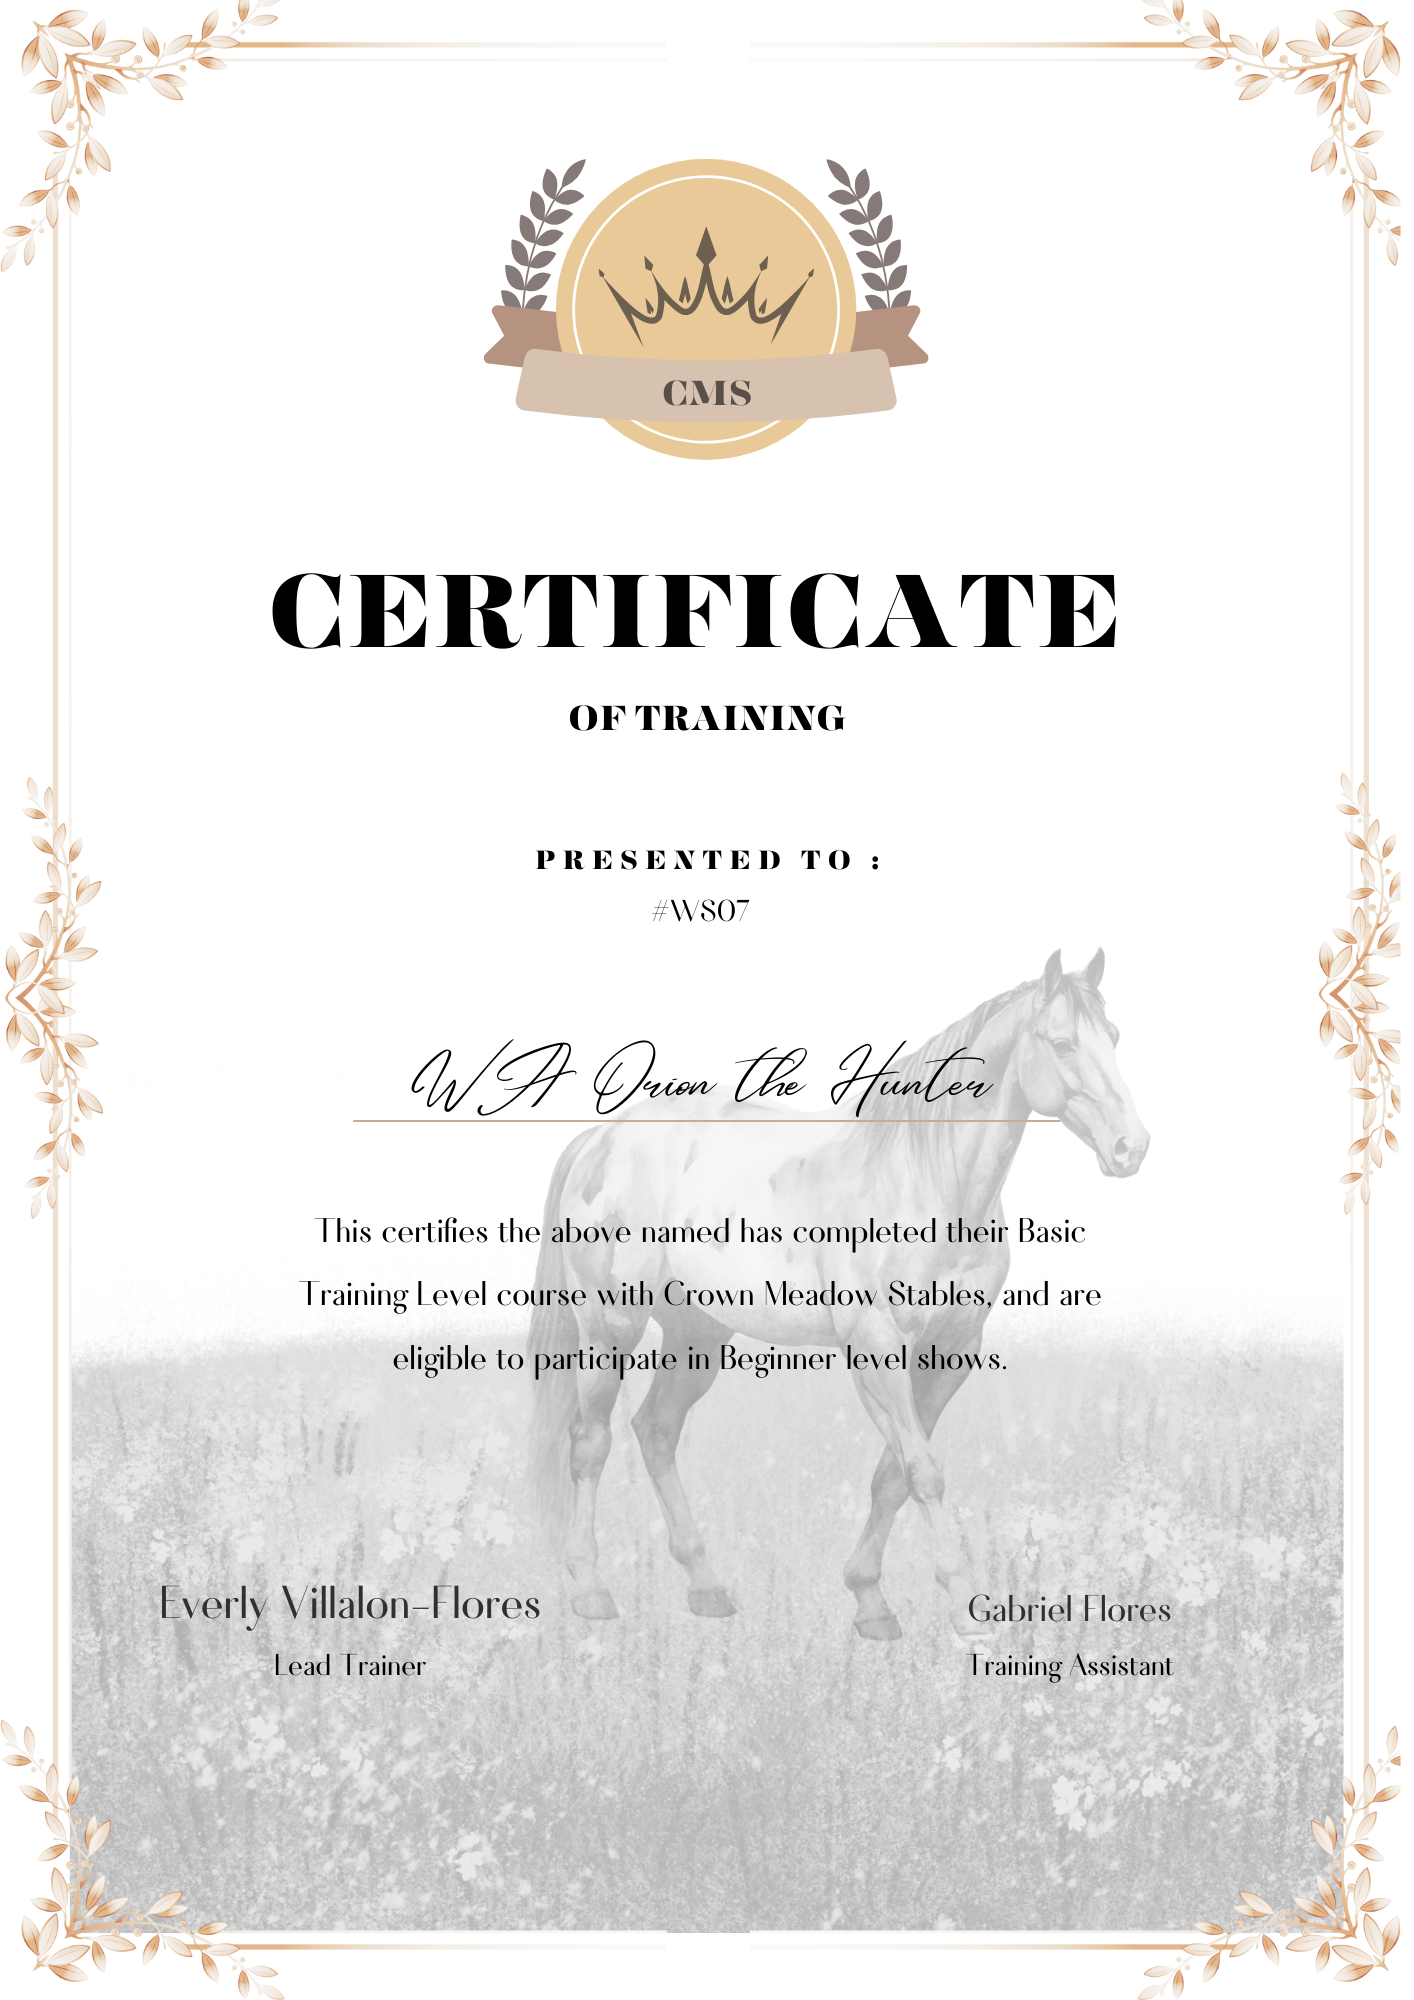 CMS
CERTIFICATE
OF TRAINING
PRESENTED TO :
#WS07
WA Orion the Hunter
This certifies the above named has completed their Basic
Training Level course with Crown Meadow Stables, and are
eligible to participate in Beginner level shows.
Everly Villalon-Flores
Gabriel Flores
Lead Trainer
Training Assistant